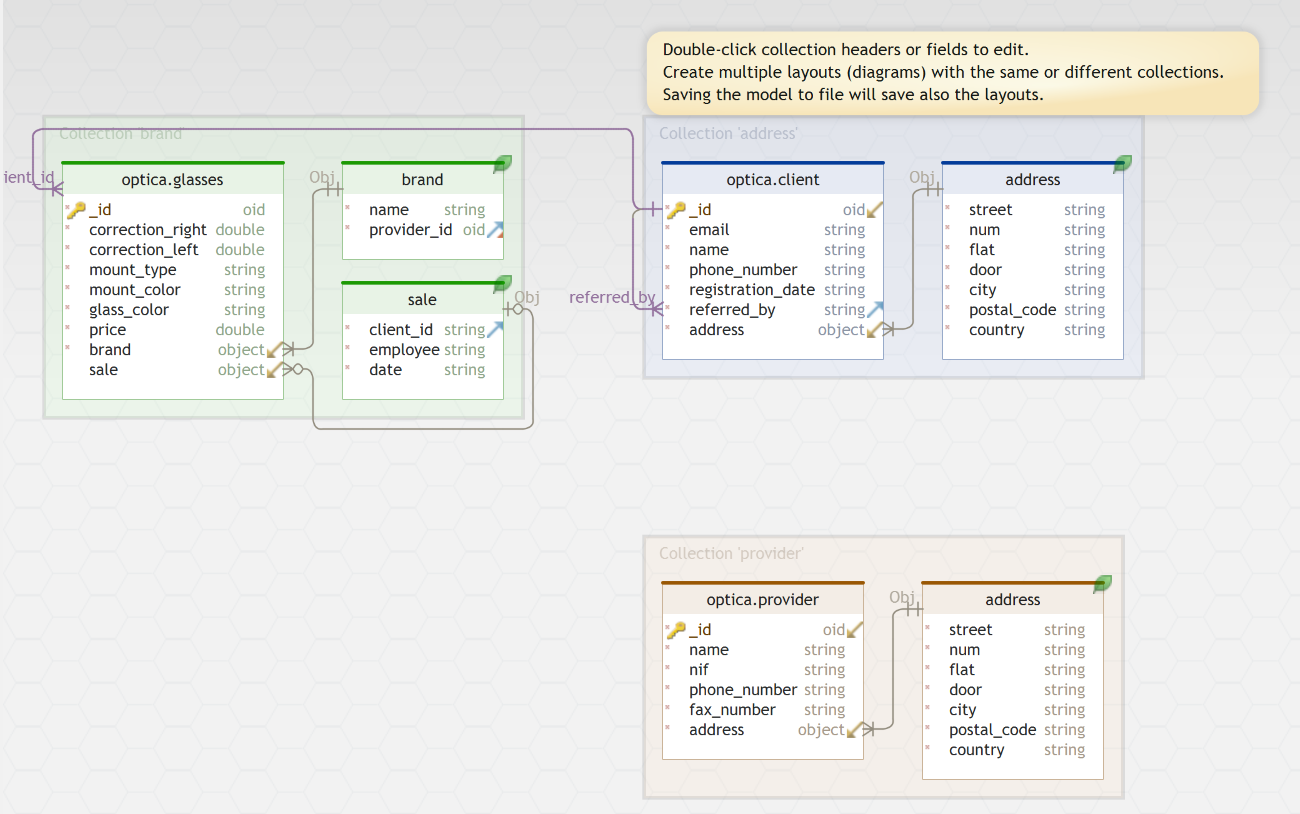 Double-click collection headers or fields to edit.
Create multiple layouts (diagrams) with the same or different collections.
Saving the model to file will save also the layouts.
Collection 'brand'
ient_id
optica.glasses
_id oid
correction_right double
correction_left double
mount_type string
mount_color string
glass_color string
price double
brand object
sale object
Obj
brand
name string
provider_id oid
sale
Obj
client_id string
employee string
date string
Collection 'address'
optica.client
_id oid
email string
name string
phone_number string
registration_date string
referred_by string
address object
referred_by
Obj
address
street string
num string
flat string
door string
city string
postal_code string
country string
Collection 'provider'
optica.provider
_id oid
name string
nif string
phone_number string
fax_number string
address object
Obj
address
street string
num string
flat string
door string
city string
postal_code string
country string